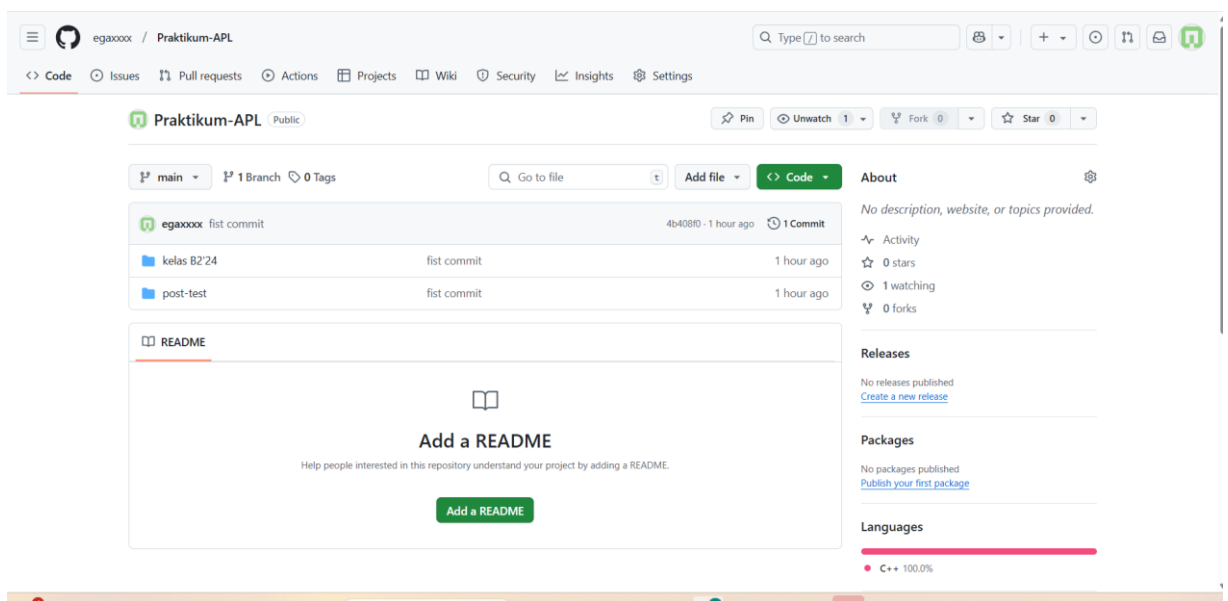 egaxxxx / Praktikum-APL
Type / to search
Code Issues Pull requests Actions Projects Wiki Security Insights Settings
Praktikum-APL Public
Pin Unwatch 1 Fork 0 Star 0
main 1 Branch 0 Tags Go to file t Add file Code
egaxxxx fist commit 4b408f0 · 1 hour ago 1 Commit
kelas B2'24 fist commit 1 hour ago
post-test fist commit 1 hour ago
README
Add a README
Help people interested in this repository understand your project by adding a README.
Add a README
About
No description, website, or topics provided.
Activity
0 stars
1 watching
0 forks
Releases
No releases published
Create a new release
Packages
No packages published
Publish your first package
Languages
C++ 100.0%